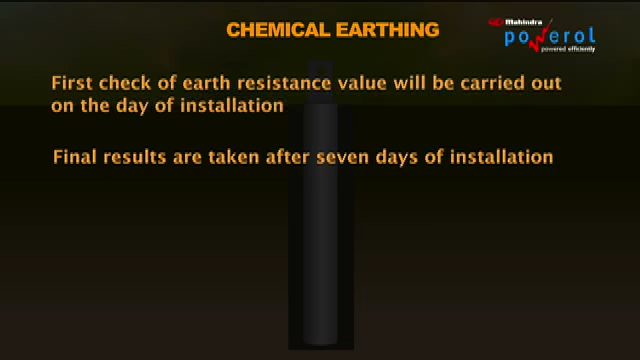 CHEMICAL EARTHING
Mahindra
powerol
powered efficiently
First check of earth resistance value will be carried out
on the day of installation
Final results are taken after seven days of installation